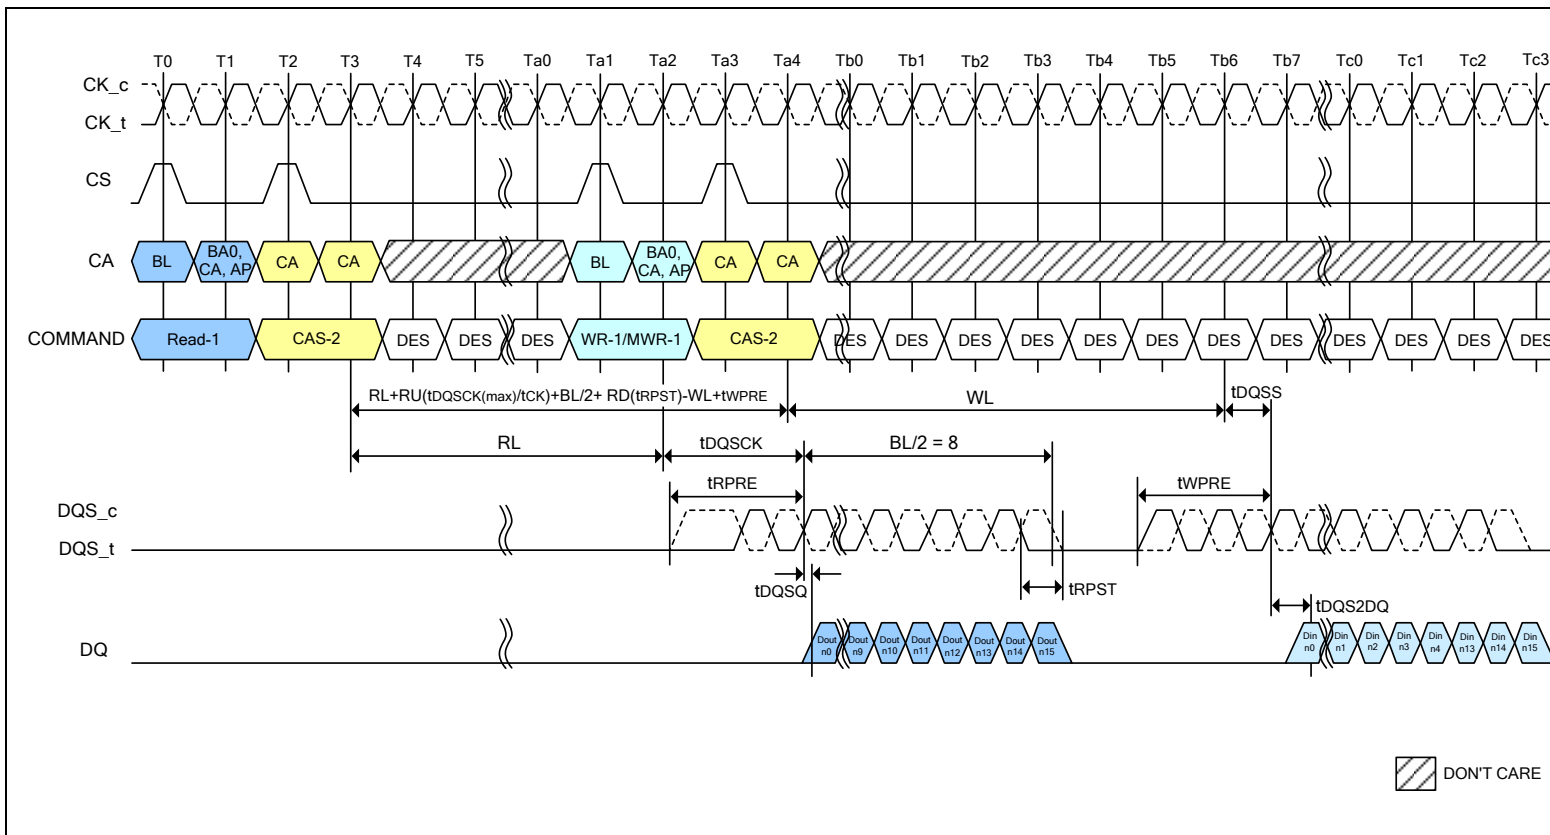 T0 T1 T2 T3 T4 T5 Ta0 Ta1 Ta2 Ta3 Ta4 Tb0 Tb1 Tb2 Tb3 Tb4 Tb5 Tb6 Tb7 Tc0 Tc1 Tc2 Tc3
CK_c
CK_t
CS
CA BL BA0, CA, AP CA CA BL BA0, CA, AP CA CA
COMMAND Read-1 CAS-2 DES DES DES WR-1/MWR-1 CAS-2 DES DES DES DES DES DES DES DES DES DES DES DES
RL+RU(tDQSCK(max)/tCK)+BL/2+ RD(tRPST)-WL+tWPRE WL tDQSS
RL tDQSCK BL/2 = 8
tRPRE tWPRE
DQS_c
DQS_t
tDQSQ tRPST
tDQS2DQ
DQ Dout n0 Dout n9 Dout n10 Dout n11 Dout n12 Dout n13 Dout n14 Dout n15 Din n0 Din n1 Din n2 Din n3 Din n4 Din n13 Din n14 Din n15
DON'T CARE